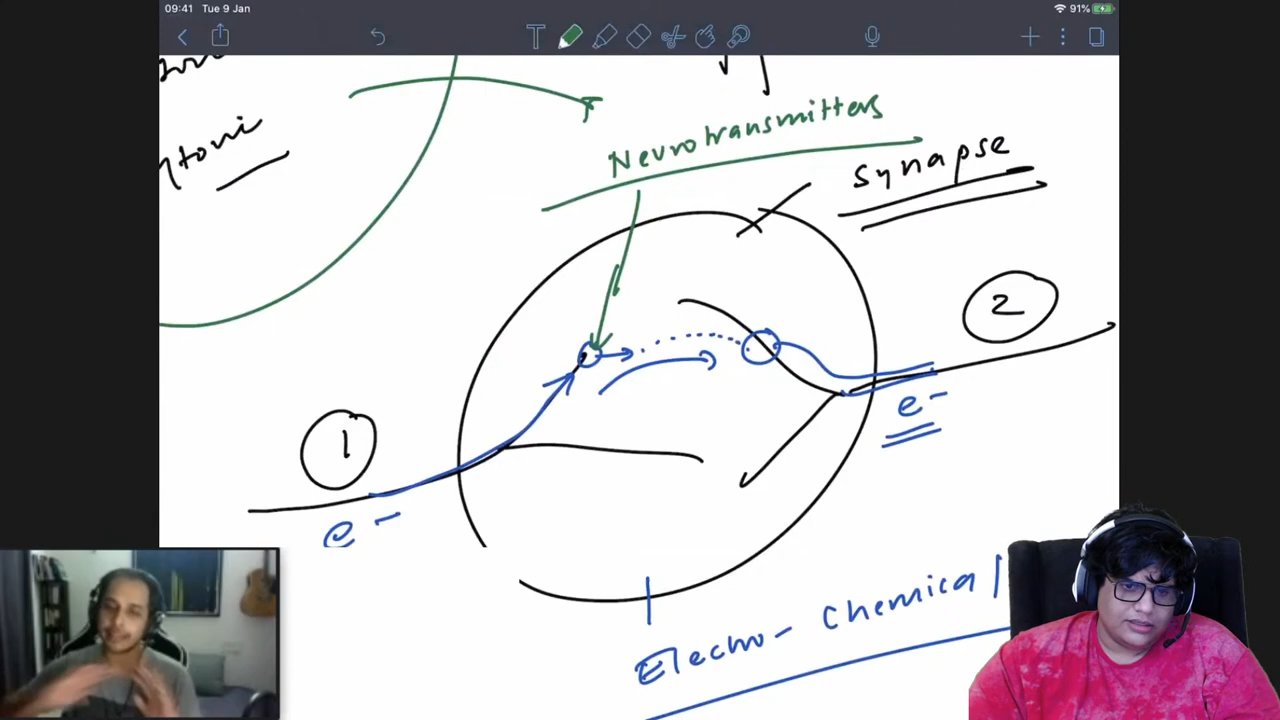 09:41 Tue 9 Jan
91%
T
Neurotransmitters
Synapse
2
1
e-
e-
Electro-Chemical